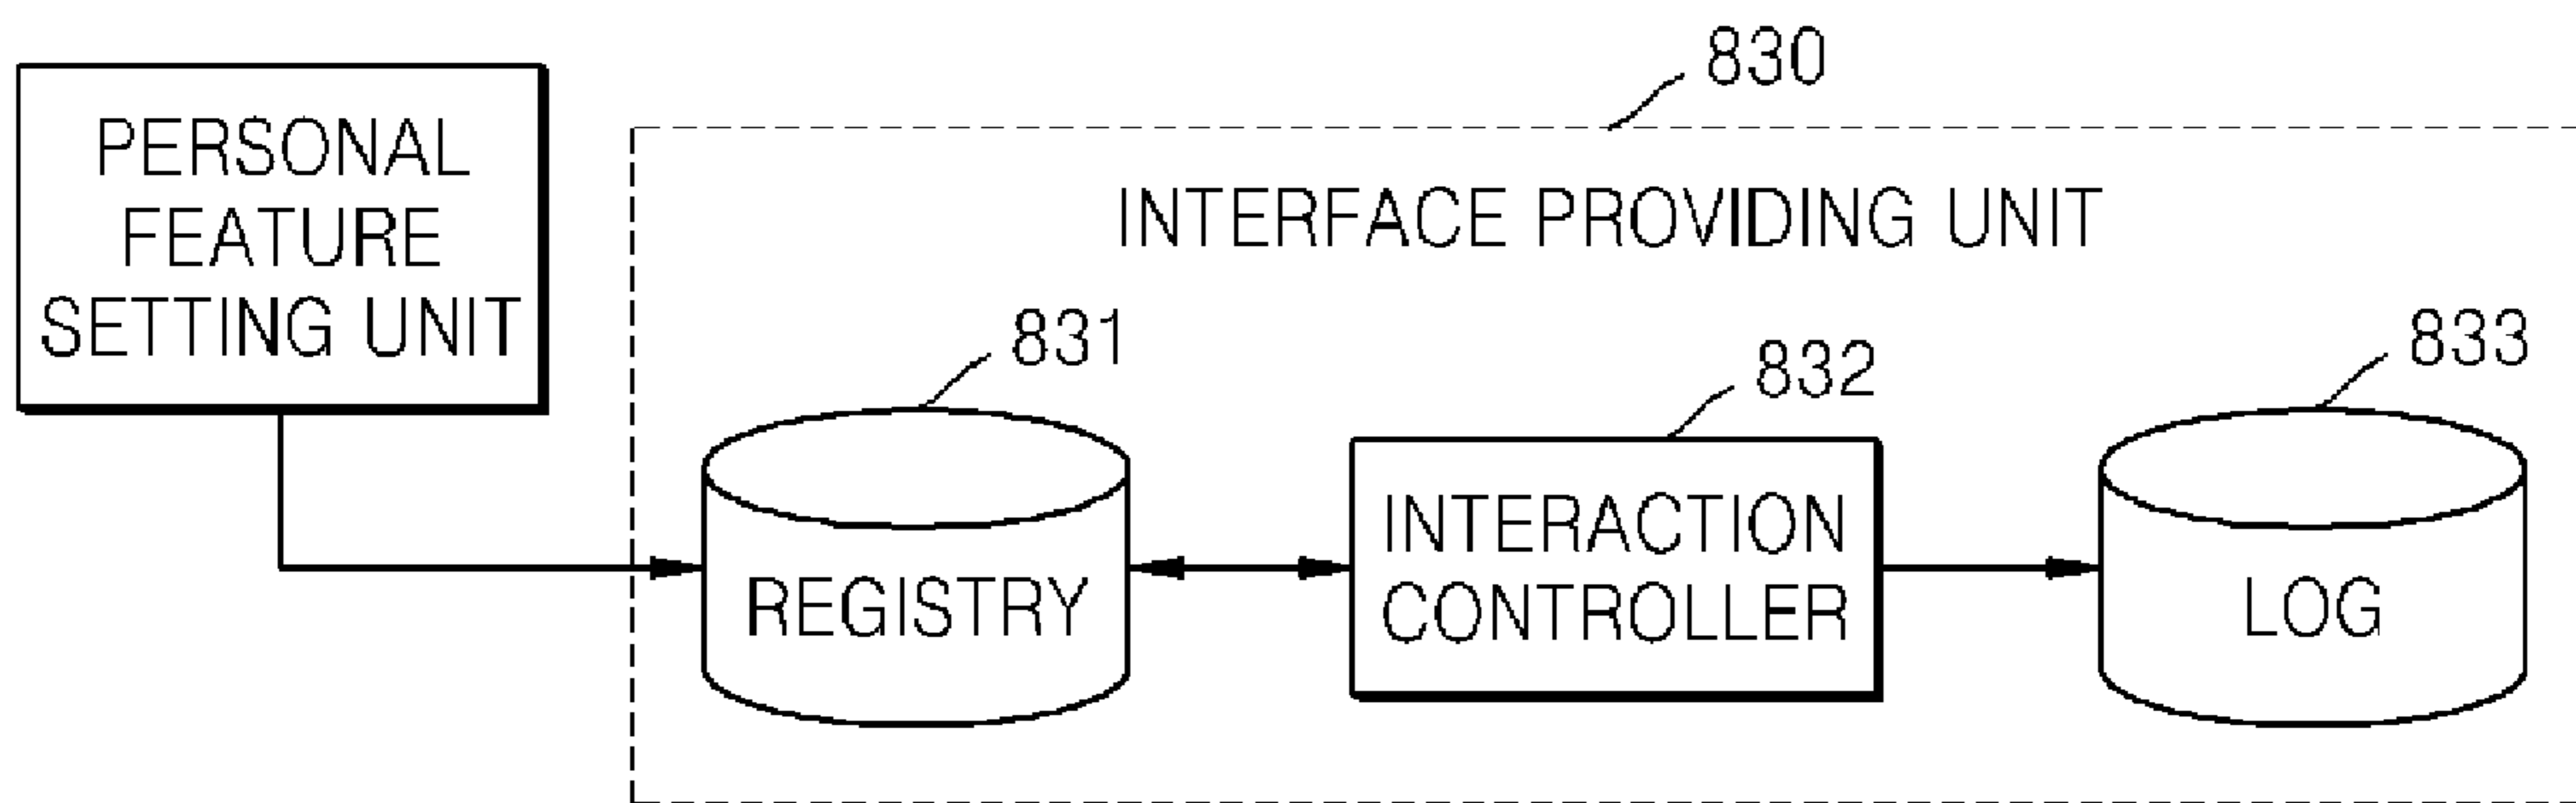 830
PERSONAL
FEATURE
SETTING UNIT
INTERFACE PROVIDING UNIT
831
832
833
REGISTRY
INTERACTION
CONTROLLER
LOG